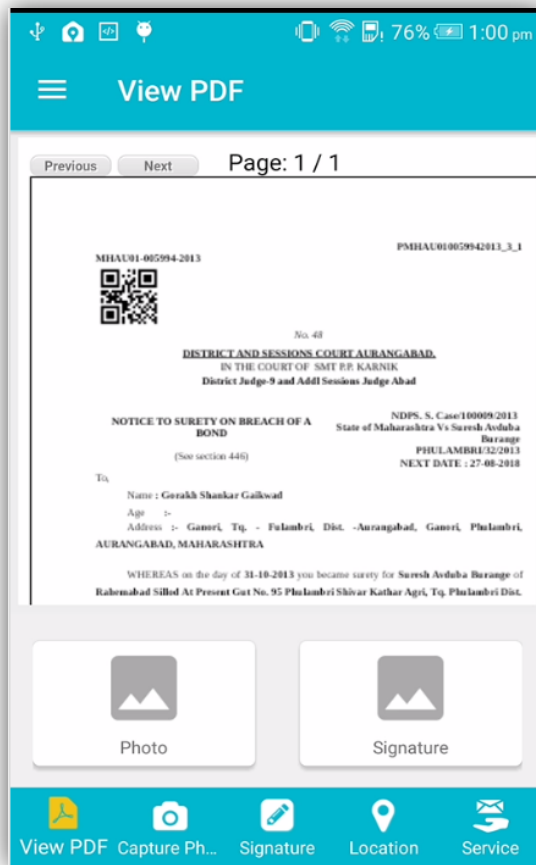 76% 1:00 pm
View PDF
Previous Next Page: 1 / 1
PMHAU010059942013_3_1
MHAU01-005994-2013
No. 48
DISTRICT AND SESSIONS COURT AURANGABAD.
IN THE COURT OF SMT P.P. KARNIK
District Judge-9 and Addl Sessions Judge Abad
NOTICE TO SURETY ON BREACH OF A
BOND
(See section 446)
NDPS. S. Case/100009/2013
State of Maharashtra Vs Suresh Avduba
Burange
PHULAMBRI/32/2013
NEXT DATE : 27-08-2018
To,
Name : Gorakh Shankar Gaikwad
Age :-
Address :- Ganori, Tq. - Fulambri, Dist. -Aurangabad, Ganori, Phulambri,
AURANGABAD, MAHARASHTRA
WHEREAS on the day of 31-10-2013 you became surety for Suresh Avduba Burange of
Rahemabad Sillod At Present Gut No. 95 Phulambri Shivar Kathar Agri, Tq. Phulambri Dist.
Photo Signature
View PDF Capture Ph... Signature Location Service